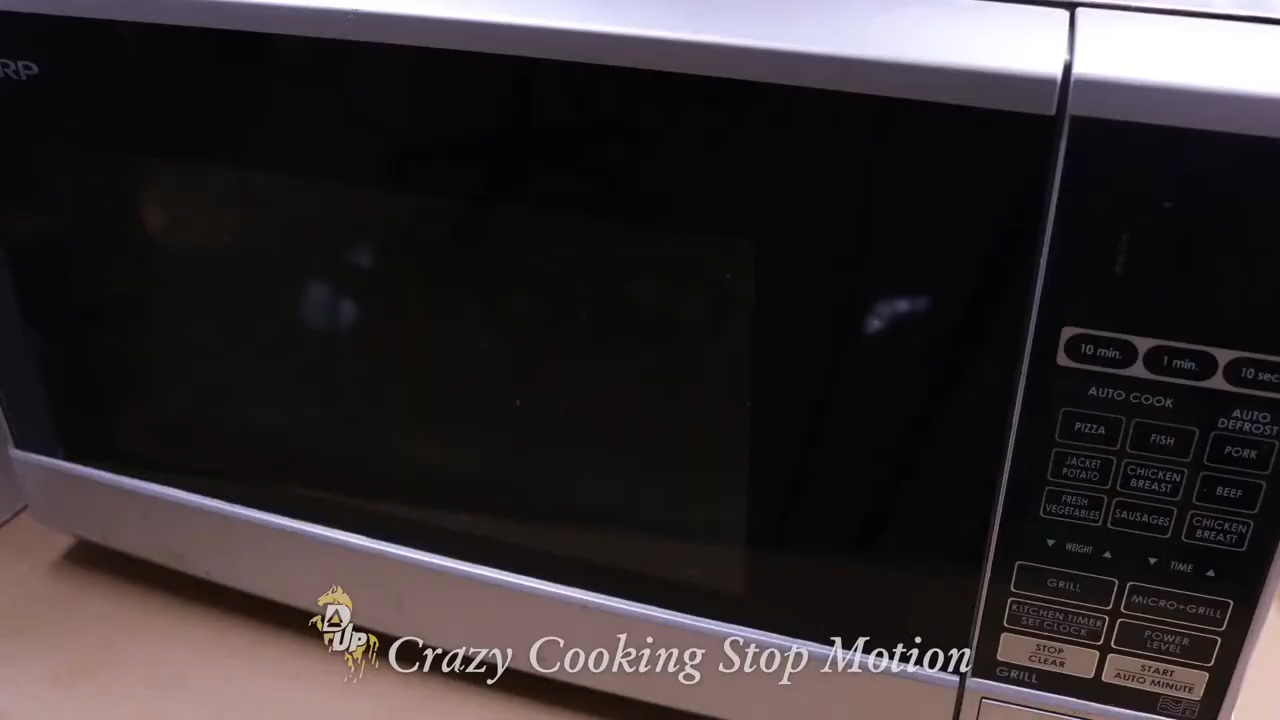 RP
10 min. 1 min. 10 sec
AUTO COOK
AUTO DEFROST
PIZZA FISH PORK
JACKET POTATO CHICKEN BREAST BEEF
FRESH VEGETABLES SAUSAGES CHICKEN BREAST
▼ WEIGHT ▲ ▼ TIME ▲
GRILL MICRO+GRILL
KITCHEN TIMER SET CLOCK POWER LEVEL
STOP CLEAR START AUTO MINUTE
GRILL
D UP Crazy Cooking Stop Motion